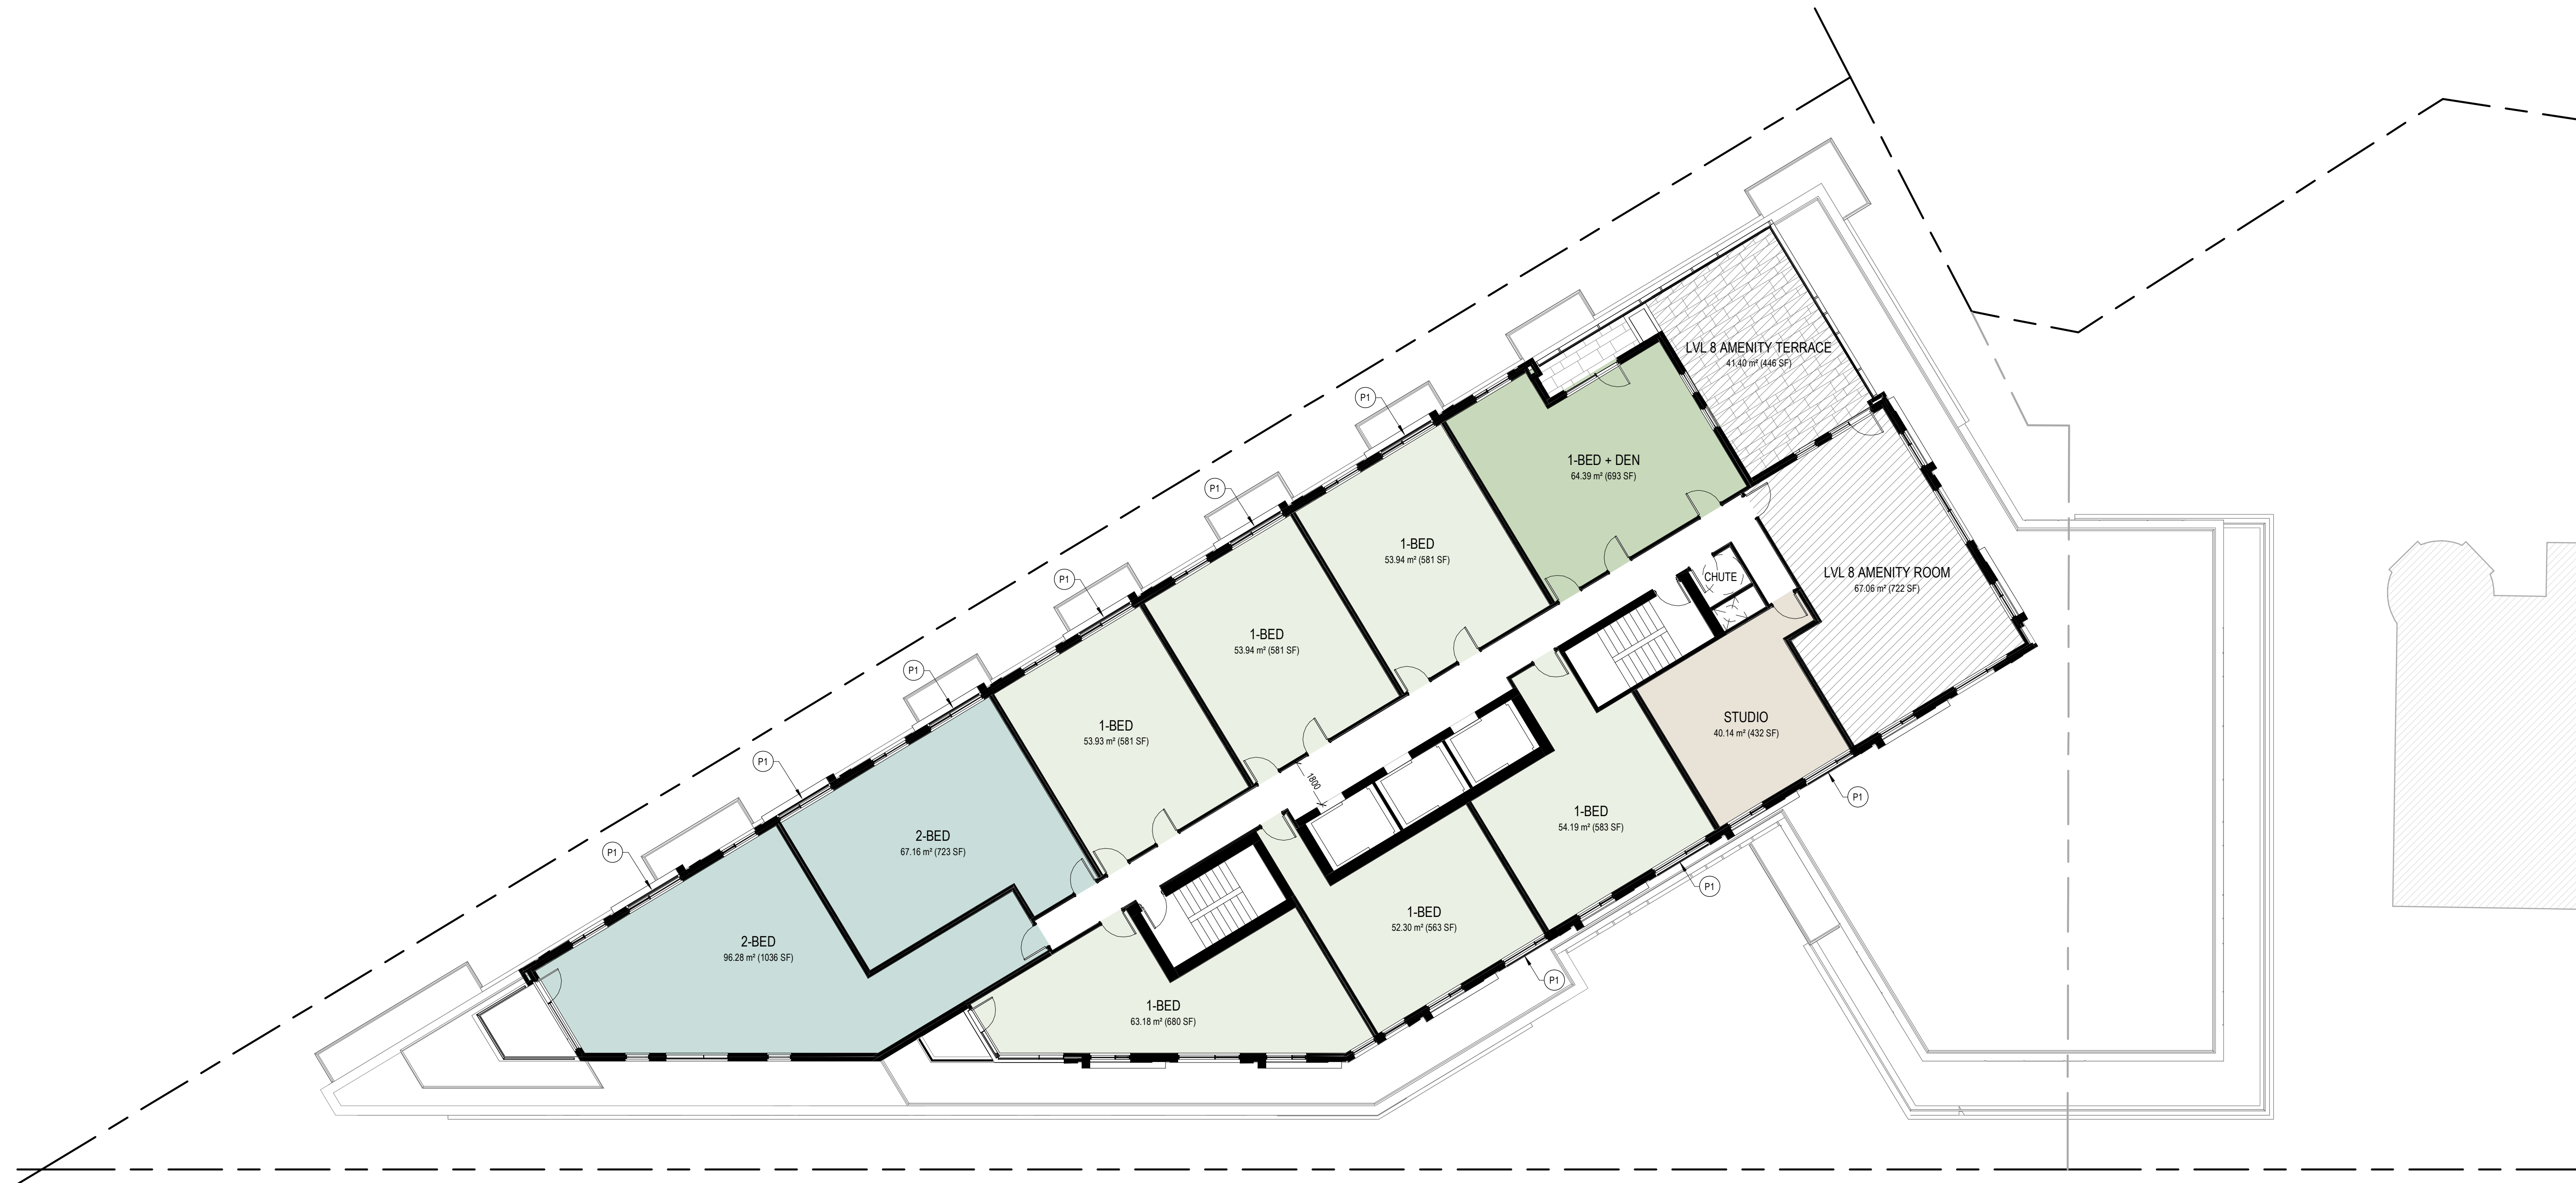 LVL 8 AMENITY TERRACE
41.40 m² (446 SF)
P1
1-BED + DEN
64.39 m² (693 SF)
P1
1-BED
53.94 m² (581 SF)
CHUTE
LVL 8 AMENITY ROOM
67.06 m² (722 SF)
P1
1-BED
53.94 m² (581 SF)
P1
1-BED
53.93 m² (581 SF)
STUDIO
40.14 m² (432 SF)
P1
1800
P1
P1
2-BED
67.16 m² (723 SF)
1-BED
54.19 m² (583 SF)
P1
P1
1-BED
52.30 m² (563 SF)
2-BED
96.28 m² (1036 SF)
P1
1-BED
63.18 m² (680 SF)